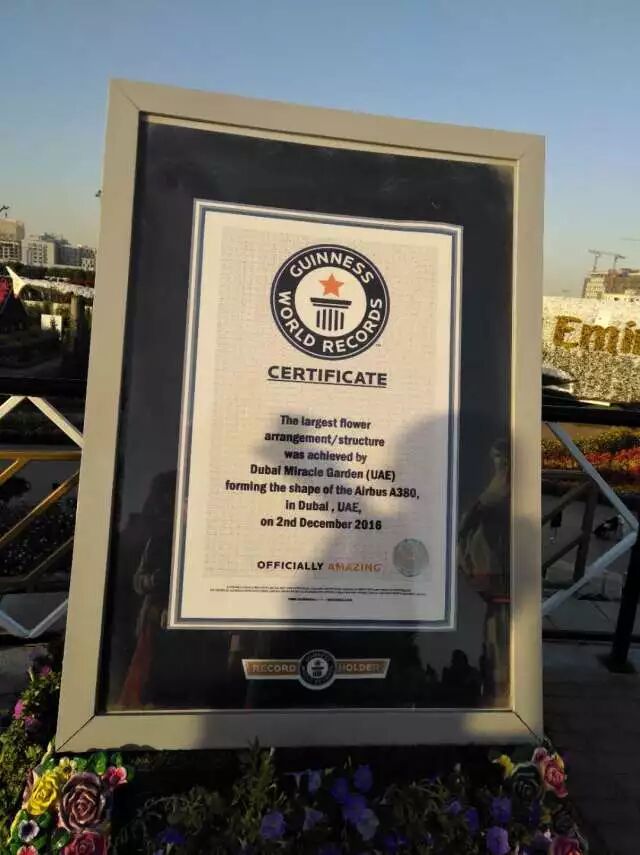 GUINNESS
WORLD RECORDS
CERTIFICATE
The largest flower
arrangement/structure
was achieved by
Dubai Miracle Garden (UAE)
forming the shape of the Airbus A380,
in Dubai , UAE,
on 2nd December 2016
OFFICIALLY AMAZING
RECORD HOLDER